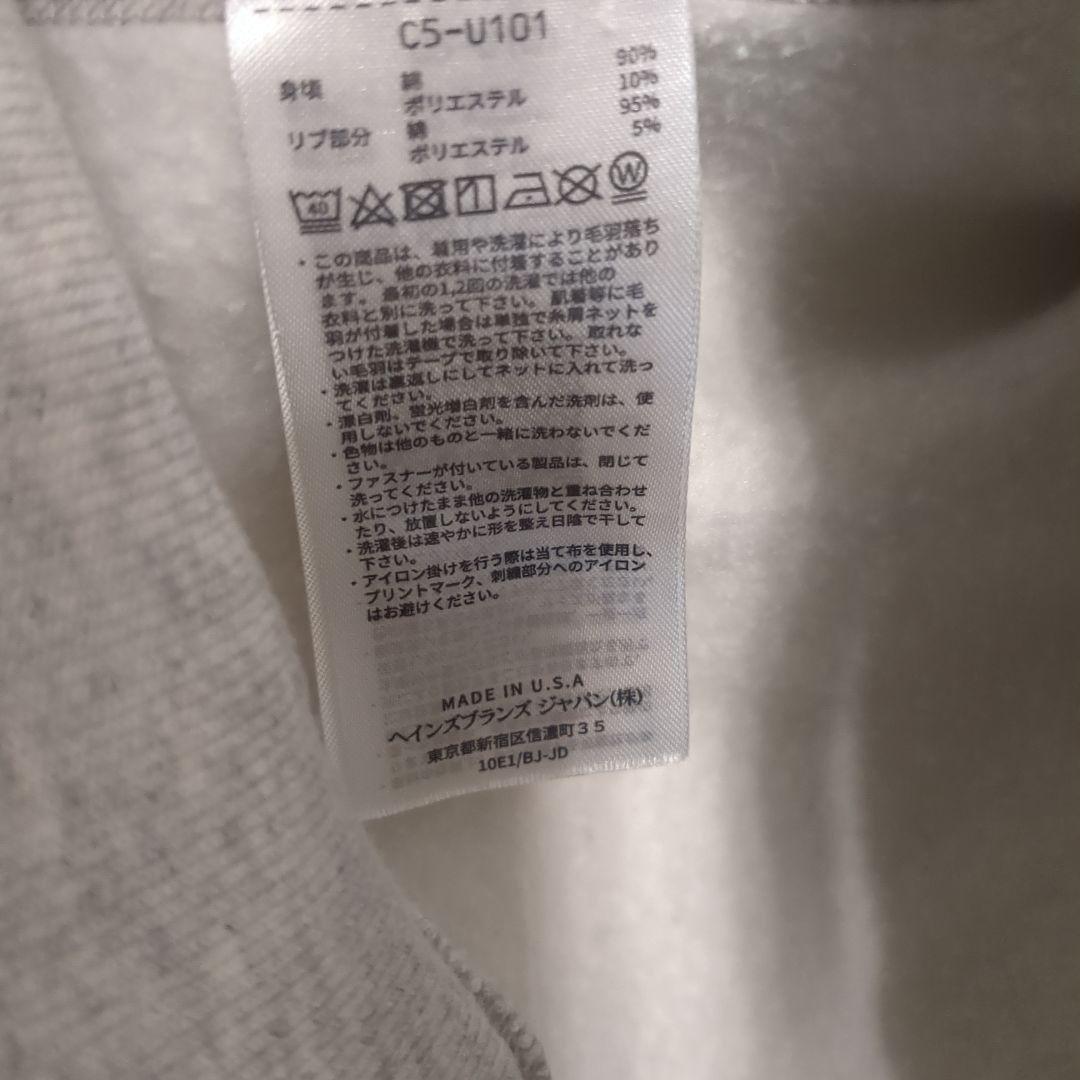 C5-U101
身頃 綿 90%
ポリエステル 10%
リブ部分 綿 95%
ポリエステル 5%
40
W
・この商品は、着用や洗濯により毛羽落ち
が生じ、他の衣料に付着することがあり
ます。最初の1,2回の洗濯では他の
衣料と別に洗って下さい。肌着等に毛
羽が付着した場合は単独で糸屑ネットを
つけた洗濯機で洗って下さい。取れな
い毛羽はテープで取り除いて下さい。
・洗濯は裏返しにしてネットに入れて洗っ
てください。
・漂白剤、蛍光増白剤を含んだ洗剤は、使
用しないでください。
・色物は他のものと一緒に洗わないでくだ
さい。
・ファスナーが付いている製品は、閉じて
洗ってください。
・水につけたまま他の洗濯物と重ね合わせ
たり、放置しないようにしてください。
・洗濯後は速やかに形を整え日陰で干して
下さい。
・アイロン掛けを行う際は当て布を使用し、
プリントマーク、刺繍部分へのアイロン
はお避けください。
MADE IN U.S.A
ヘインズブランズ ジャパン(株)
東京都新宿区信濃町35
10E1/BJ-JD